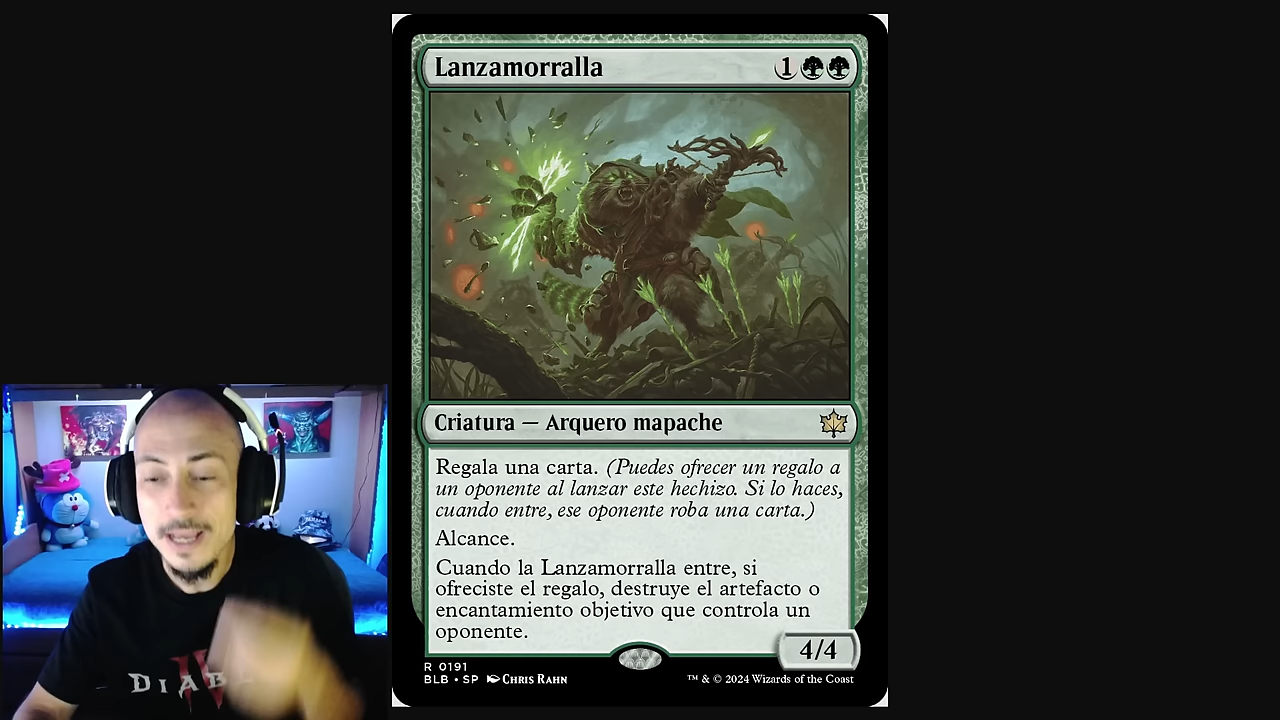 Lanzamorralla
1
Criatura — Arquero mapache
Regala una carta. (Puedes ofrecer un regalo a
un oponente al lanzar este hechizo. Si lo haces,
cuando entre, ese oponente roba una carta.)
Alcance.
Cuando la Lanzamorralla entre, si
ofreciste el regalo, destruye el artefacto o
encantamiento objetivo que controla un
oponente.
4/4
R 0191
BLB • SP Chris Rahn
™ & © 2024 Wizards of the Coast